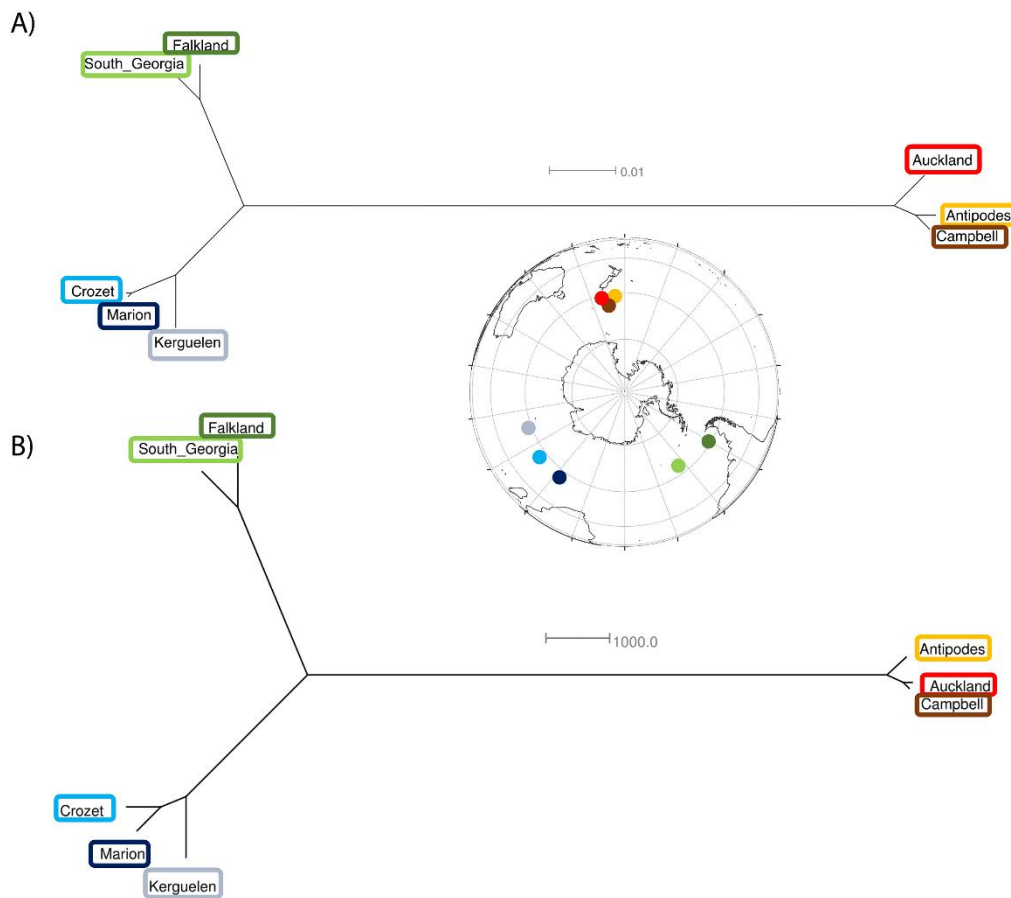 A)
Falkland
South_Georgia
Auckland
0.01
Antipodes
Campbell
Crozet
Marion
Kerguelen
B)
Falkland
South_Georgia
1000.0
Antipodes
Auckland
Campbell
Crozet
Marion
Kerguelen